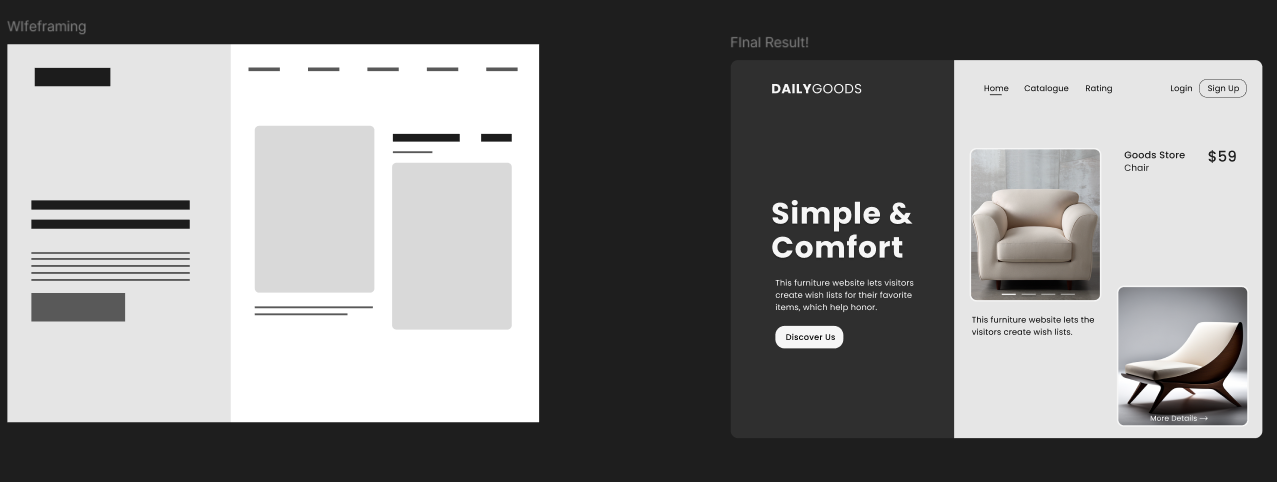 WIfeframing
FInal Result!
DAILYGOODS
Home Catalogue Rating Login Sign Up
Goods Store $59
Chair
Simple &
Comfort
This furniture website lets visitors
create wish lists for their favorite
items, which help honor.
Discover Us
This furniture website lets the
visitors create wish lists.
More Details →